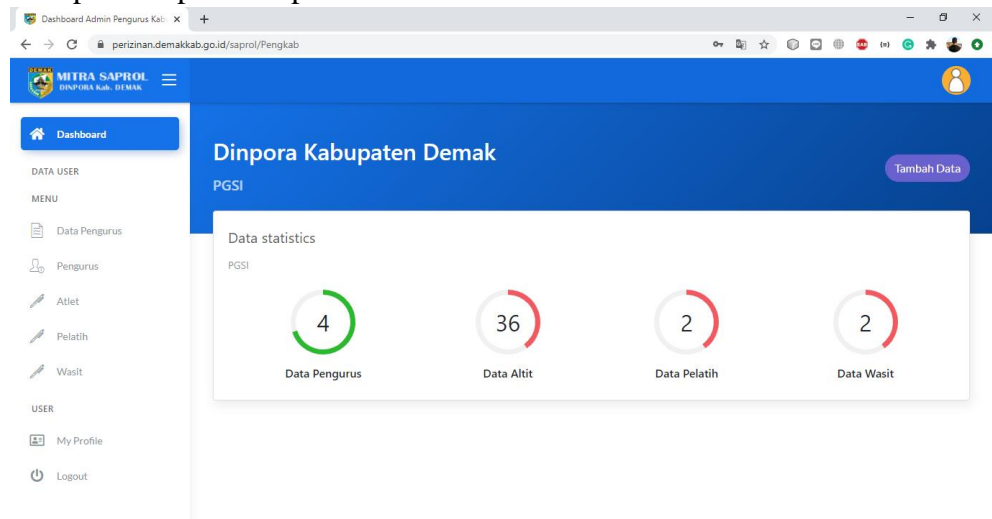 Dashboard Admin Pengurus Kab
perizinan.demakkab.go.id/saprol/Pengkab
DEMAK
MITRA SAPROL
DINPORA Kab. DEMAK
Dashboard
DATA USER
MENU
Data Pengurus
Pengurus
Atlet
Pelatih
Wasit
USER
My Profile
Logout
Dinpora Kabupaten Demak
PGSI
Tambah Data
Data statistics
PGSI
4
36
2
2
Data Pengurus
Data Altit
Data Pelatih
Data Wasit